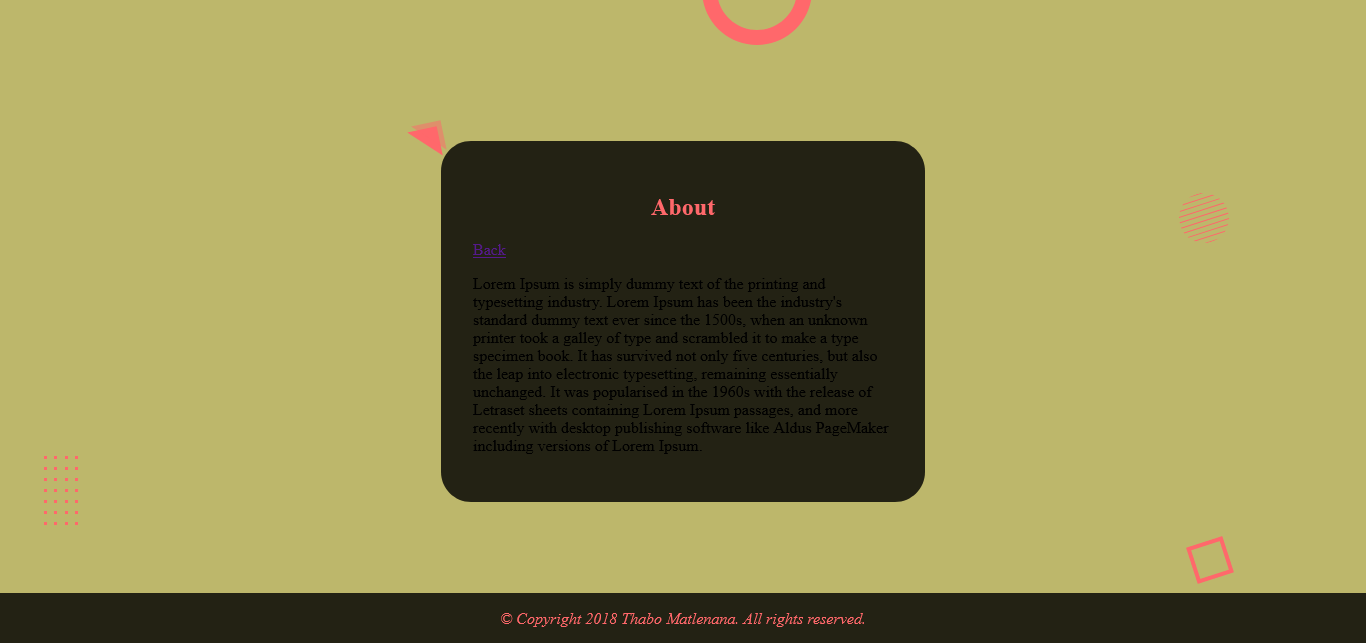 About
Back
Lorem Ipsum is simply dummy text of the printing and
typesetting industry. Lorem Ipsum has been the industry's
standard dummy text ever since the 1500s, when an unknown
printer took a galley of type and scrambled it to make a type
specimen book. It has survived not only five centuries, but also
the leap into electronic typesetting, remaining essentially
unchanged. It was popularised in the 1960s with the release of
Letraset sheets containing Lorem Ipsum passages, and more
recently with desktop publishing software like Aldus PageMaker
including versions of Lorem Ipsum.
© Copyright 2018 Thabo Matlenana. All rights reserved.